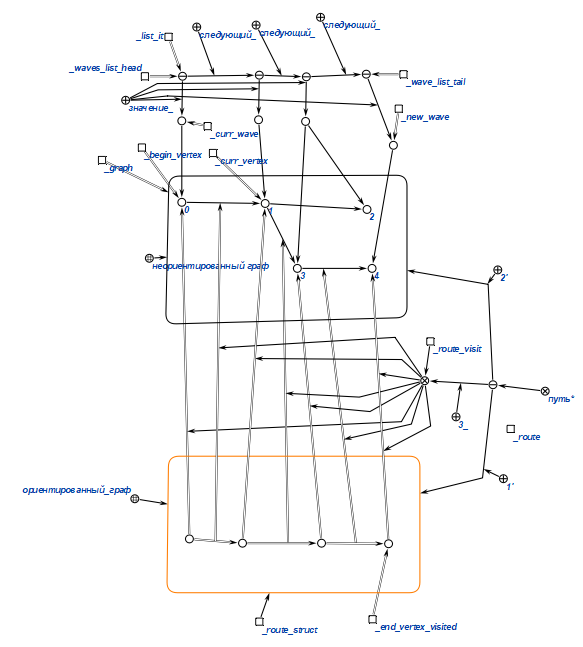 следующий_
_list_it
следующий_
следующий_
_waves_list_head
_wave_list_tail
значение_
_new_wave
_curr_wave
_begin_vertex
_curr_vertex
_graph
0
1
2
неориентированный граф
3
4
2'
_route_visit
путь*
3_
_route
1'
ориентированный_граф
_route_struct
_end_vertex_visited